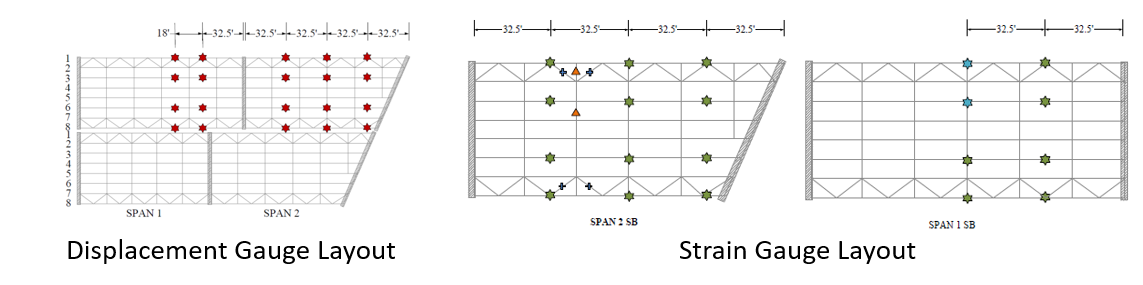 18' 32.5' 32.5' 32.5' 32.5' 32.5'
1
2
3
4
5
6
7
8
1
2
3
4
5
6
7
8
SPAN 1 SPAN 2
Displacement Gauge Layout
32.5' 32.5' 32.5' 32.5'
SPAN 2 SB
32.5' 32.5'
SPAN 1 SB
Strain Gauge Layout